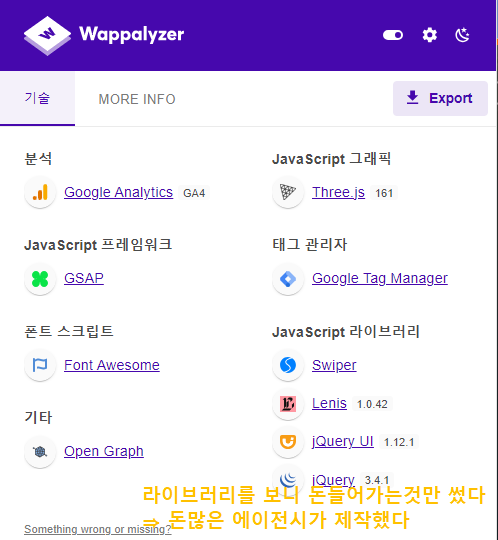 Wappalyzer
기술
MORE INFO
Export
분석
Google Analytics GA4
JavaScript 프레임워크
GSAP
폰트 스크립트
Font Awesome
기타
Open Graph
JavaScript 그래픽
Three.js 161
태그 관리자
Google Tag Manager
JavaScript 라이브러리
Swiper
Lenis 1.0.42
jQuery UI 1.12.1
jQuery 3.4.1
라이브러리를 보니 돈들어가는것만 썼다
⇒ 돈많은 에이전시가 제작했다
Something wrong or missing?